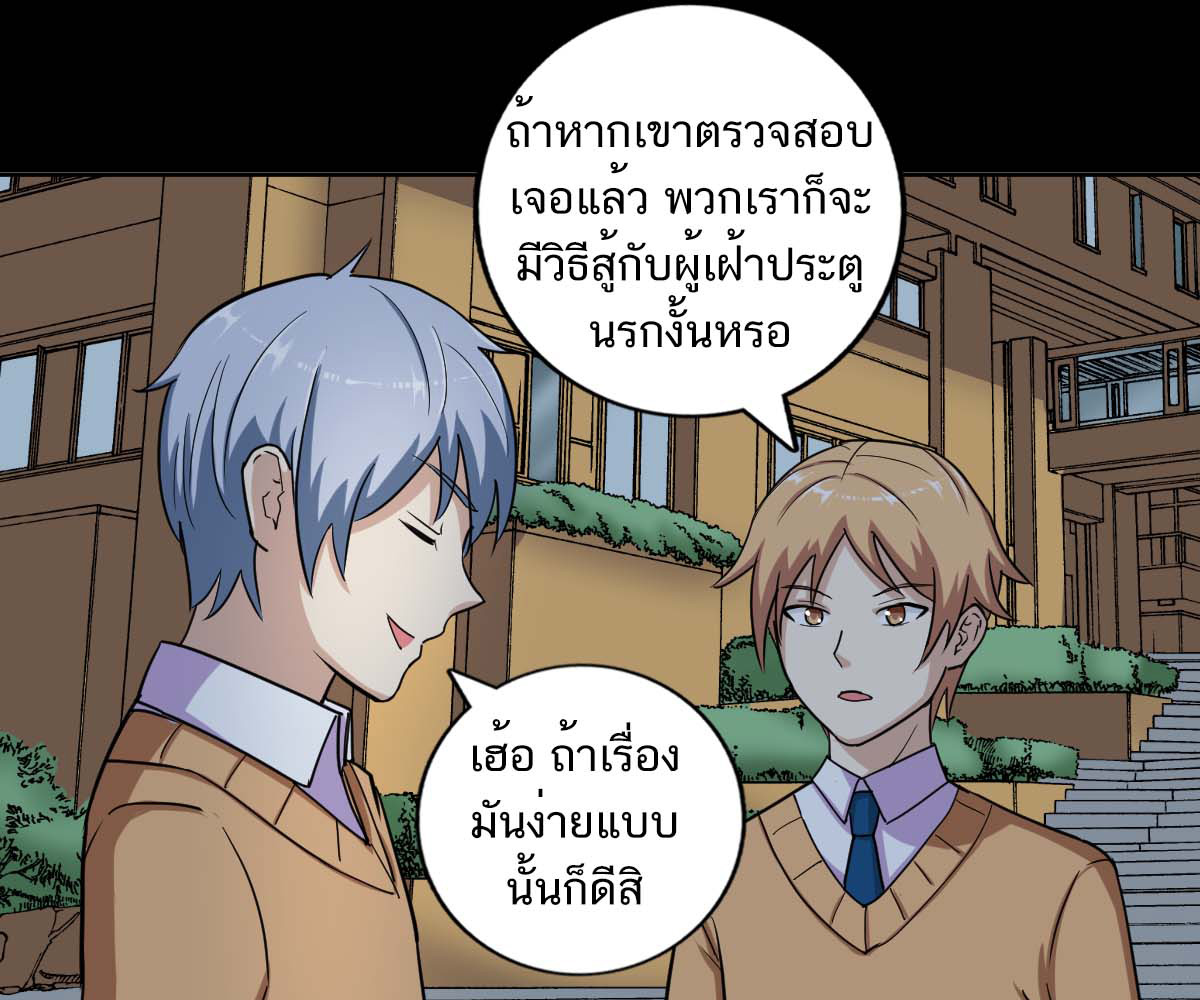 ถ้าหากเขาตรวจสอบ
เจอแล้ว พวกเราก็จะ
มีวิธีสู้กับผู้เฝ้าประตู
นรกงั้นหรอ
เฮ้อ ถ้าเรื่อง
มันง่ายแบบ
นั้นก็ดีสิ